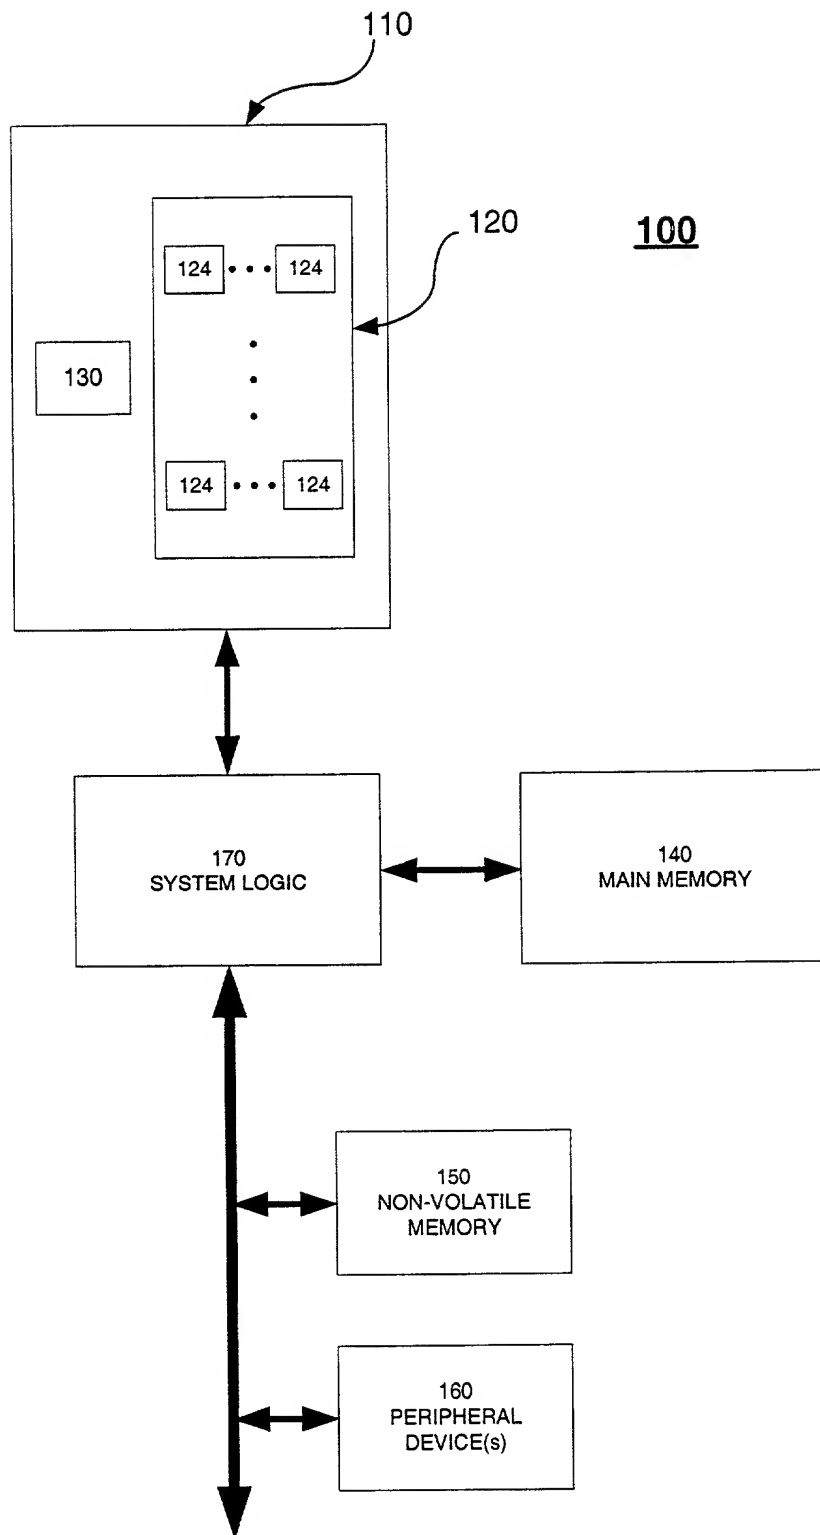 110
120
100
124 ••• 124
130
124 ••• 124
170
SYSTEM LOGIC
140
MAIN MEMORY
150
NON-VOLATILE
MEMORY
160
PERIPHERAL
DEVICE(s)